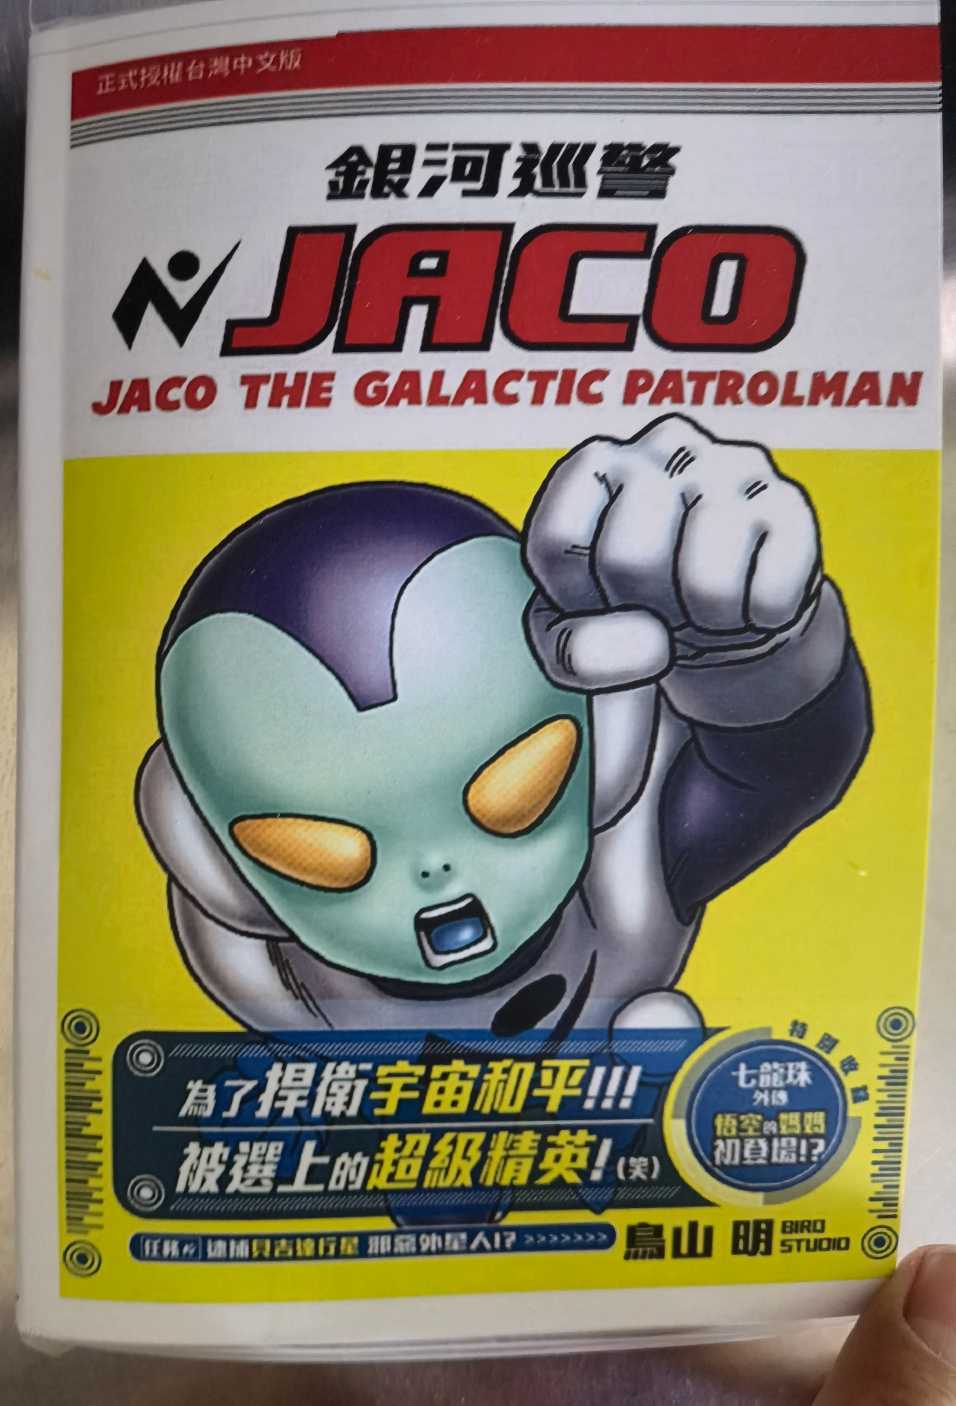 正式授權台灣中文版
銀河巡警
JACO
JACO THE GALACTIC PATROLMAN
為了捍衛宇宙和平!!!
被選上的超級精英!(笑)
特別收錄
七龍珠
外傳
悟空的媽媽
初登場!?
逮捕貝吉達行星 邪惡外星人!? >>>>>>>
鳥山 明 BIRD STUDIO